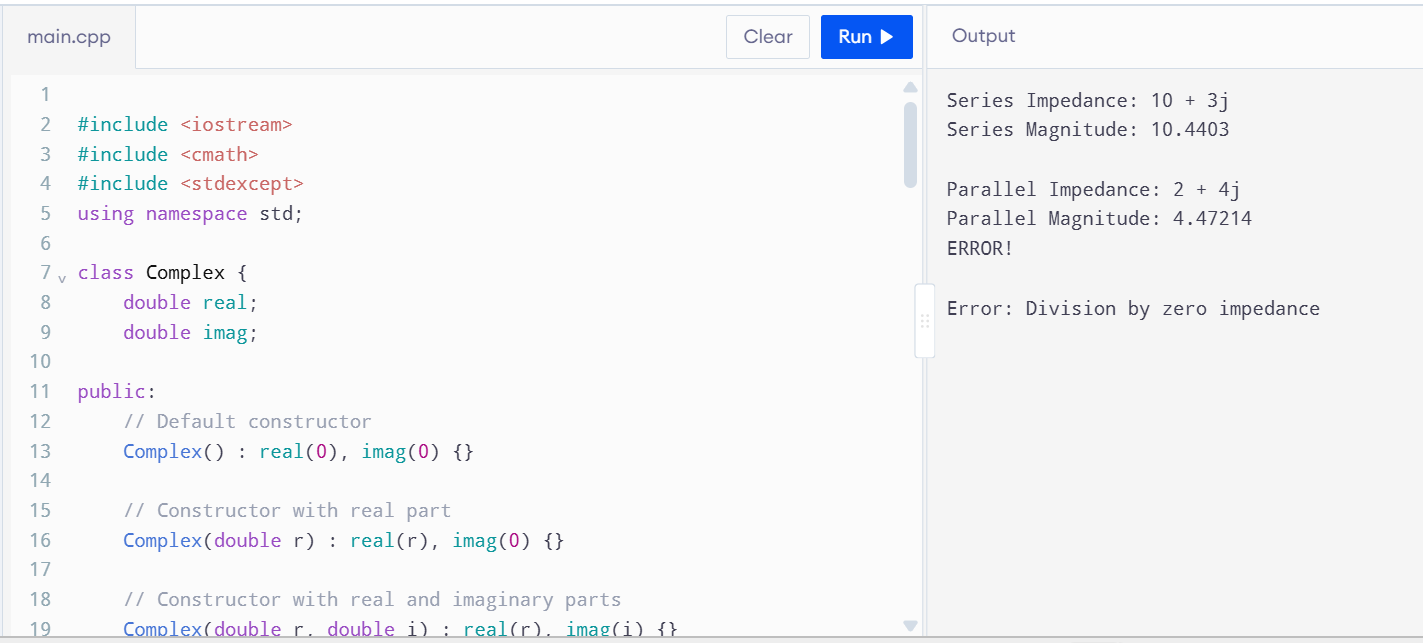 main.cpp
Clear
Run
Output
1
2 #include <iostream>
3 #include <cmath>
4 #include <stdexcept>
5 using namespace std;
6
7 class Complex {
8 double real;
9 double imag;
10
11 public:
12 // Default constructor
13 Complex() : real(0), imag(0) {}
14
15 // Constructor with real part
16 Complex(double r) : real(r), imag(0) {}
17
18 // Constructor with real and imaginary parts
19 Complex(double r, double i) : real(r), imag(i) {}
Series Impedance: 10 + 3j
Series Magnitude: 10.4403
Parallel Impedance: 2 + 4j
Parallel Magnitude: 4.47214
ERROR!
Error: Division by zero impedance